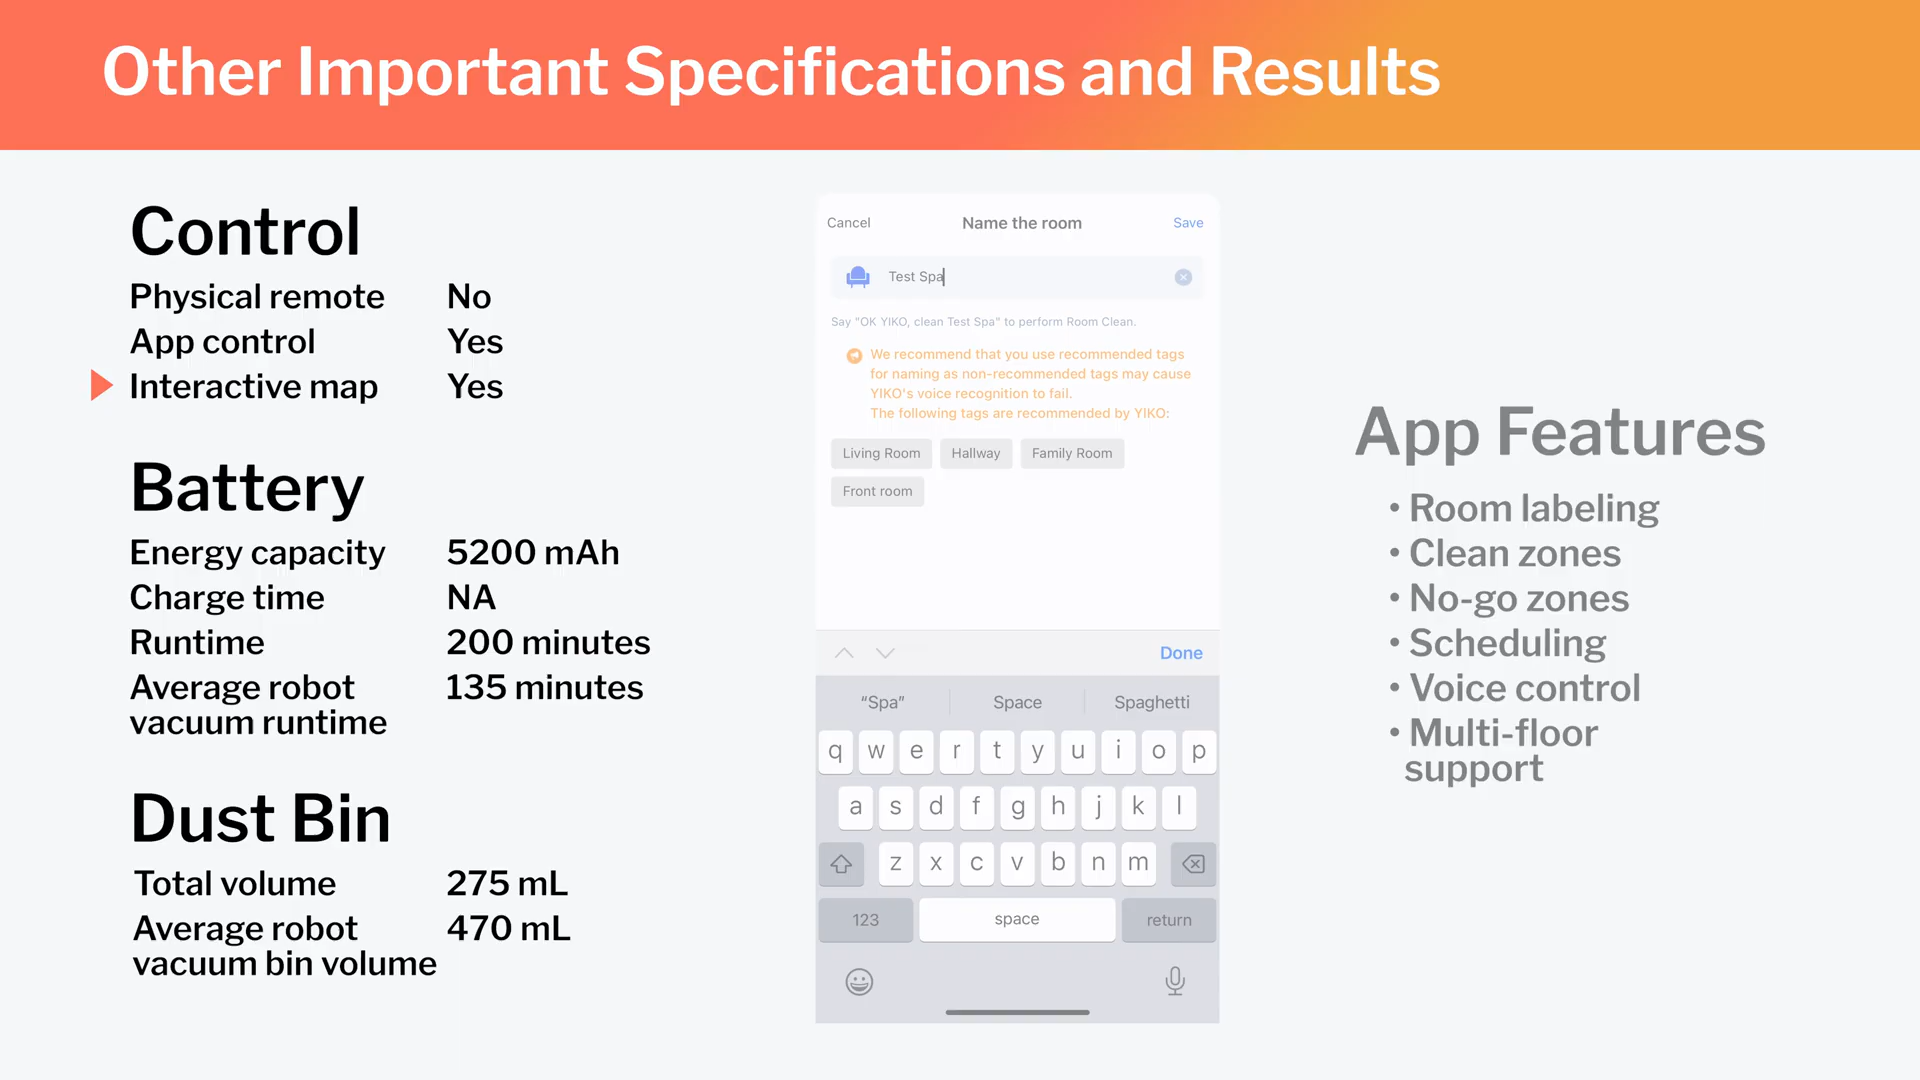 Other Important Specifications and Results
Control
Physical remote No
App control Yes
Interactive map Yes
Battery
Energy capacity 5200 mAh
Charge time NA
Runtime 200 minutes
Average robot 135 minutes
vacuum runtime
Dust Bin
Total volume 275 mL
Average robot 470 mL
vacuum bin volume
Cancel Name the room Save
Test Spa
Say "OK YIKO, clean Test Spa" to perform Room Clean.
We recommend that you use recommended tags
for naming as non-recommended tags may cause
YIKO's voice recognition to fail.
The following tags are recommended by YIKO:
Living Room Hallway Family Room
Front room
Done
“Spa” Space Spaghetti
q w e r t y u i o p
a s d f g h j k l
z x c v b n m
123 space return
App Features
• Room labeling
• Clean zones
• No-go zones
• Scheduling
• Voice control
• Multi-floor
support